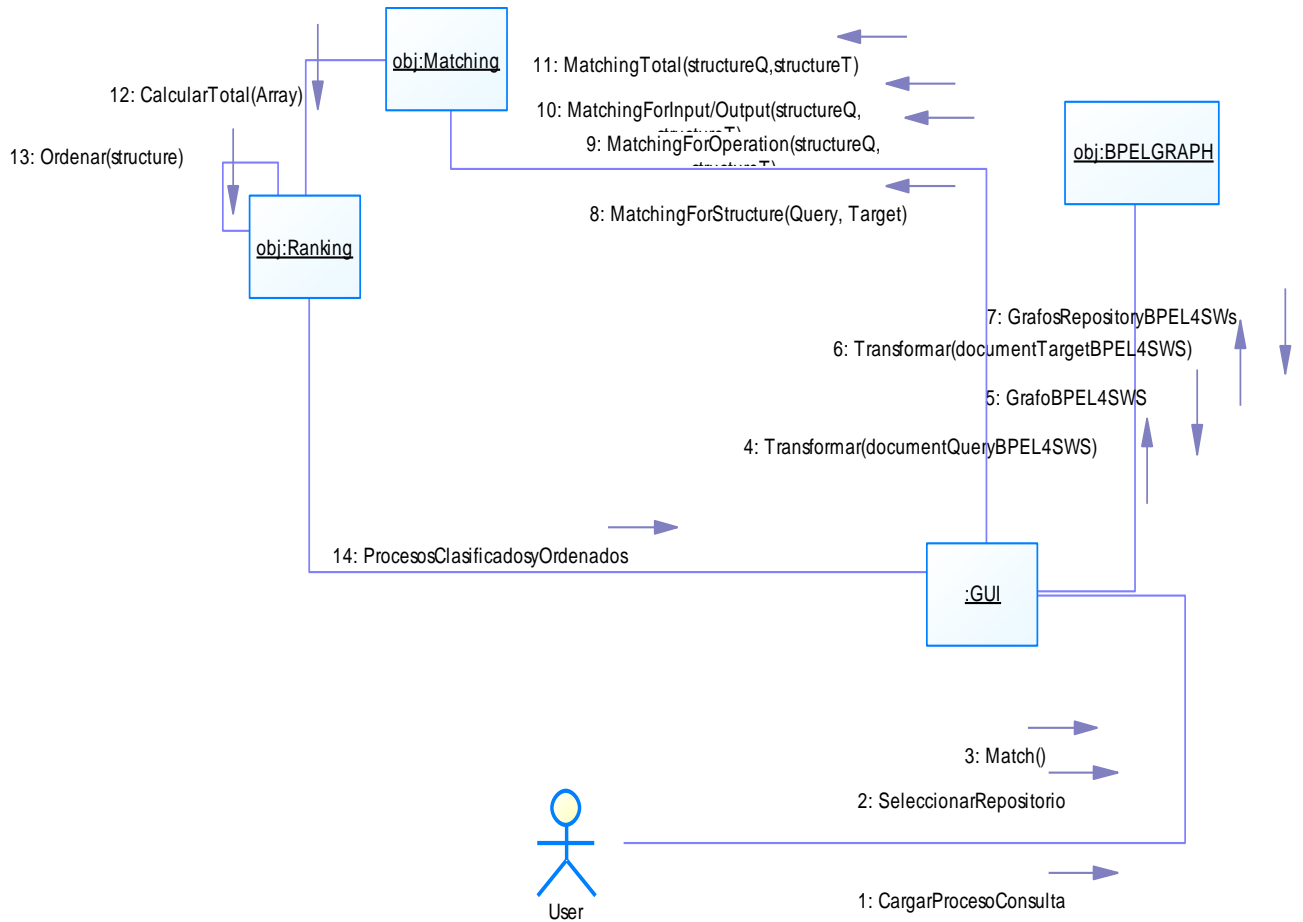 obj:Matching
11: MatchingTotal(structureQ,structureT)
12: CalcularTotal(Array)
10: MatchingForInput/Output(structureQ,
13: Ordenar(structure)
9: MatchingForOperation(structureQ,
obj:BPELGRAPH
8: MatchingForStructure(Query, Target)
obj:Ranking
7: GrafosRepositoryBPEL4SWs
6: Transformar(documentTargetBPEL4SWS)
5: GrafoBPEL4SWS
4: Transformar(documentQueryBPEL4SWS)
14: ProcesosClasificadosyOrdenados
:GUI
3: Match()
2: SeleccionarRepositorio
1: CargarProcesoConsulta
User